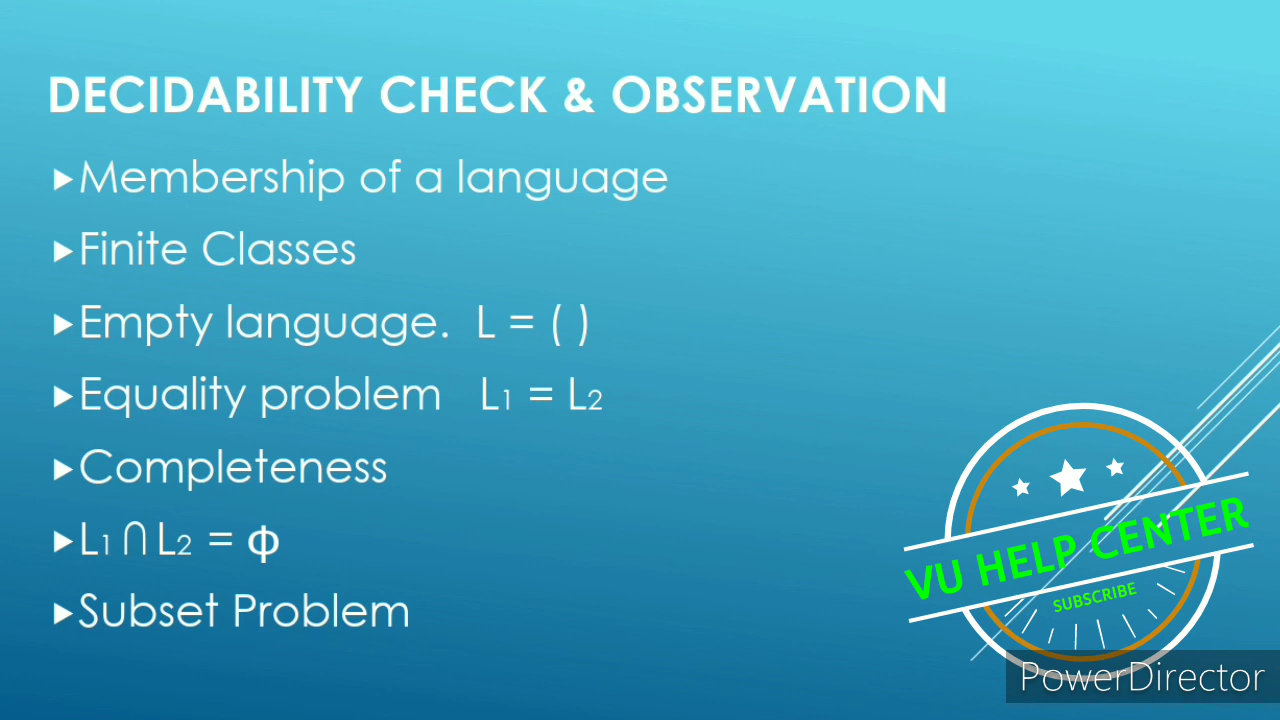 DECIDABILITY CHECK & OBSERVATION
▶Membership of a language
▶Finite Classes
▶Empty language. L = ( )
▶Equality problem L₁ = L₂
▶Completeness
▶L₁ ∩ L₂ = ϕ
▶Subset Problem
VU HELP CENTER
SUBSCRIBE
PowerDirector